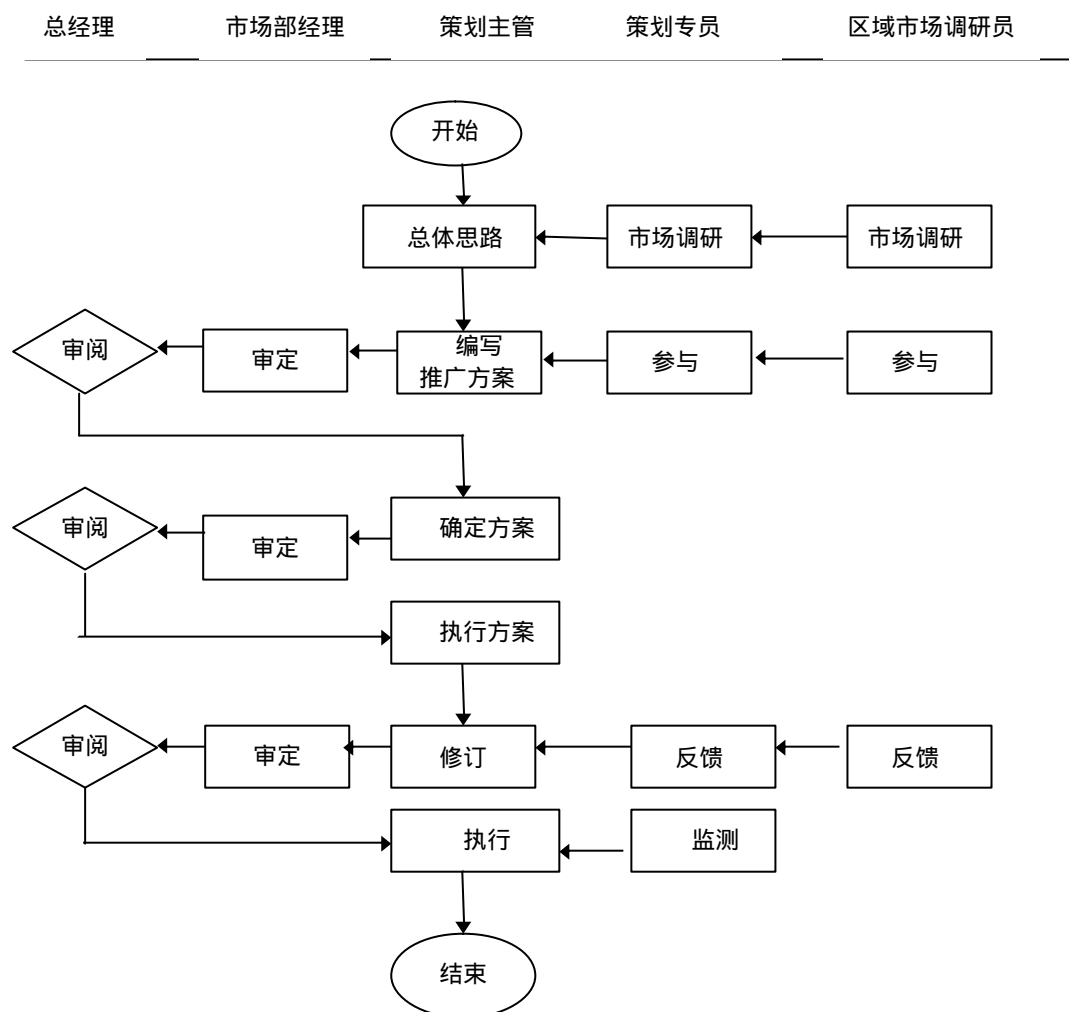 总经理 市场部经理 策划主管 策划专员 区域市场调研员
开始
总体思路 市场调研 市场调研
审阅 审定 编写 参与 参与
推广方案
审阅 审定 确定方案
执行方案
审阅 审定 修订 反馈 反馈
执行 监测
结束